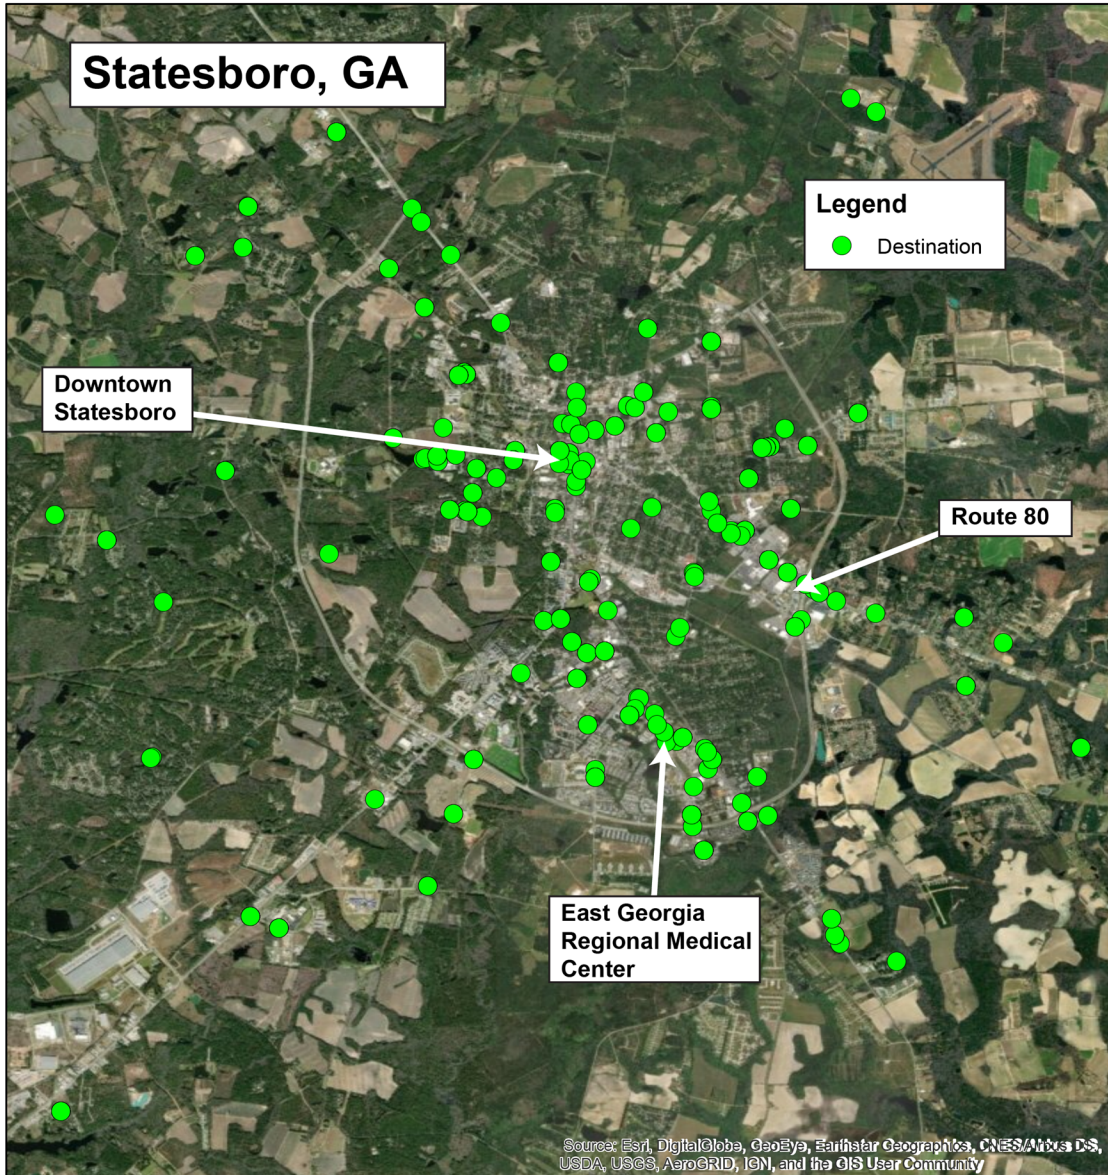 Statesboro, GA
Legend
Destination
Downtown
Statesboro
Route 80
East Georgia
Regional Medical
Center
Source: Esri, DigitalGlobe, GeoEye, Earthstar Geographics, CNES/Airbus DS,
USDA, USGS, AeroGRID, IGN, and the GIS User Community